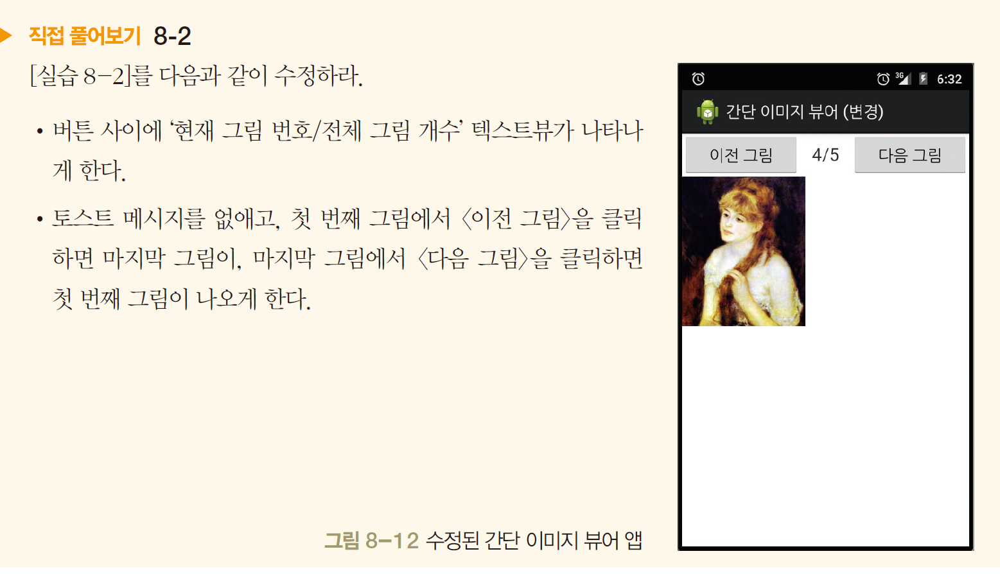 직접 풀어보기 8-2
[실습 8-2]를 다음과 같이 수정하라.
• 버튼 사이에 ‘현재 그림 번호/전체 그림 개수’ 텍스트뷰가 나타나
게 한다.
• 토스트 메시지를 없애고, 첫 번째 그림에서 〈이전 그림〉을 클릭
하면 마지막 그림이, 마지막 그림에서 〈다음 그림〉을 클릭하면
첫 번째 그림이 나오게 한다.
3G 6:32
간단 이미지 뷰어 (변경)
이전 그림 4/5 다음 그림
그림 8-12 수정된 간단 이미지 뷰어 앱